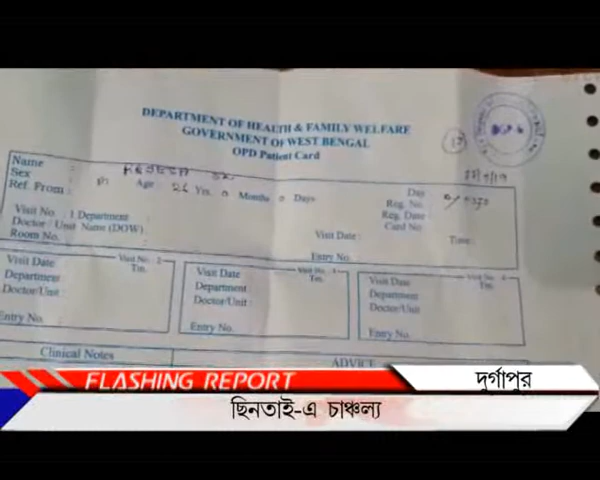 DEPARTMENT OF HEALTH & FAMILY WELFARE
GOVERNMENT OF WEST BENGAL
OPD Patient Card
Name :
Sex : Age : 26 Yrs. 0 Months 0 Days
Ref. From : Day
Reg. No.
Visit No. : 1 Department : Reg. Date
Doctor / Unit Name (DOW) Card No.
Room No. Visit Date : Time :
Entry No.
Visit Date : Visit No. : 2
Department : Tm.
Doctor/Unit :
Entry No.
Visit Date : Visit No. : 3
Department : Tm.
Doctor/Unit :
Entry No.
Visit Date : Visit No. : 4
Department : Tm.
Doctor/Unit :
Entry No.
Clinical Notes ADVICE
FLASHING REPORT দুর্গাপুর
ছিনতাই-এ চাঞ্চল্য